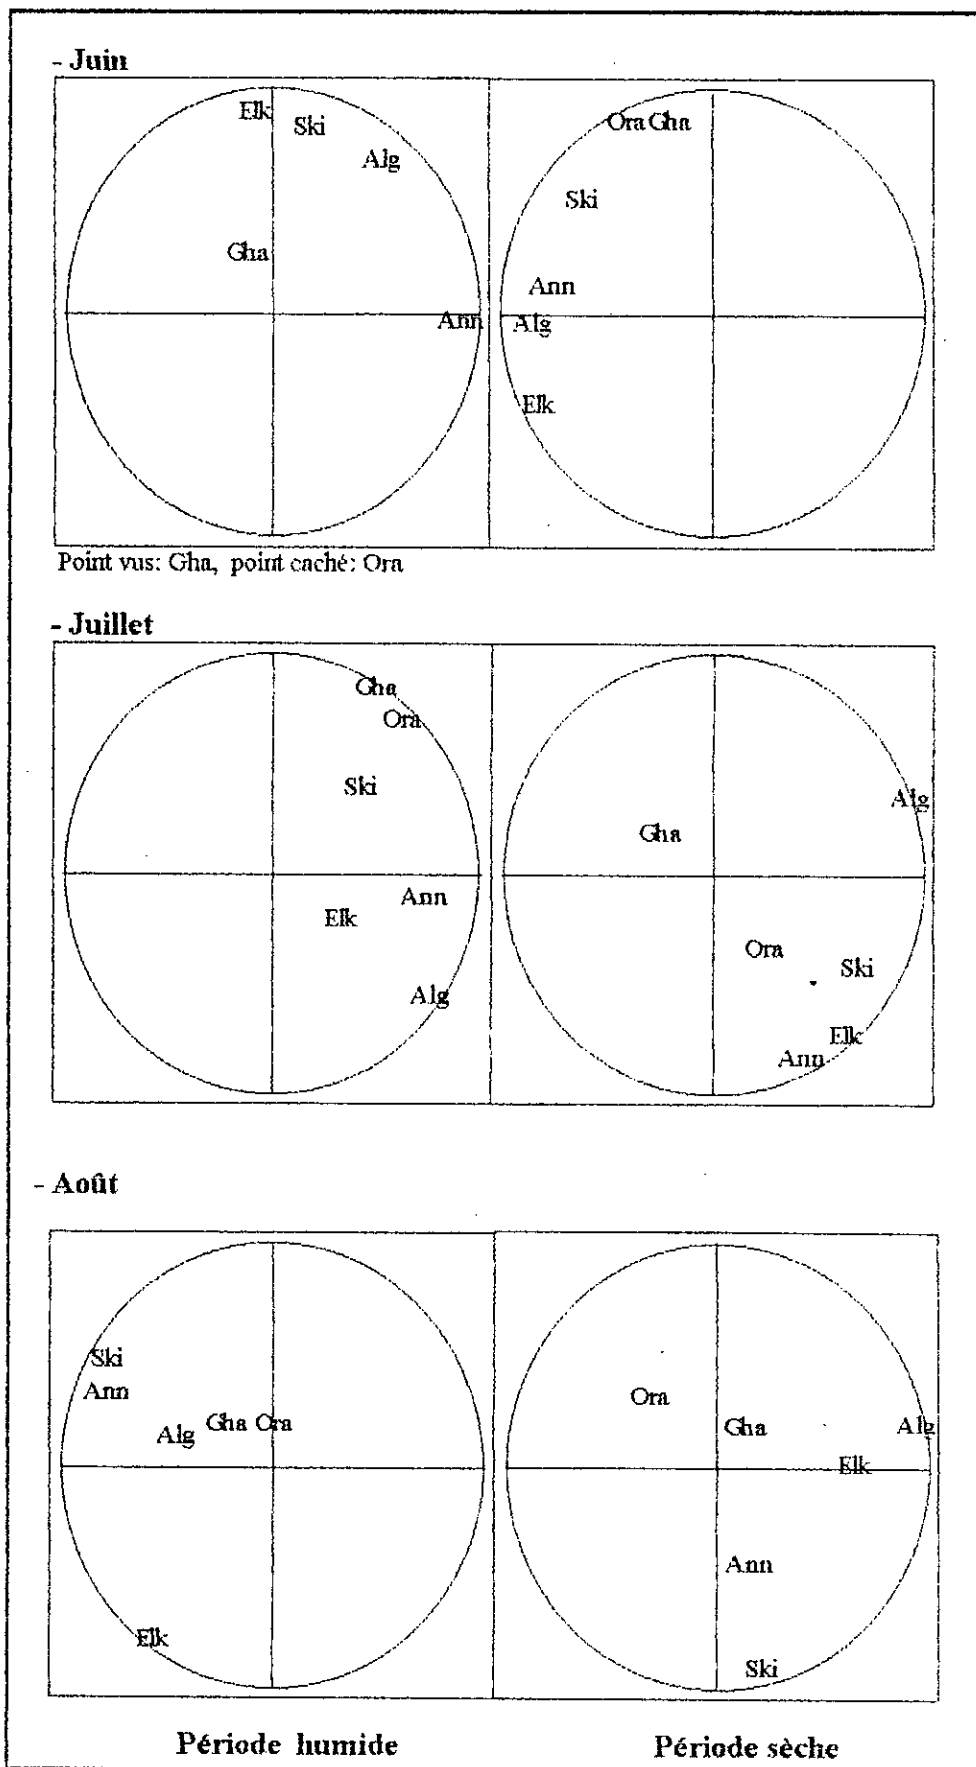 - Juin
Elk
Ski
Alg
Gha
Ann
Ora Gha
Ski
Ann
Alg
Elk
Point vus: Gha, point caché: Ora
- Juillet
Gha
Ora
Ski
Ann
Elk
Alg
Alg
Gha
Ora
Ski
Elk
Ann
- Août
Ski
Ann
Gha Ora
Alg
Elk
Ora
Gha
Alg
Elk
Ann
Ski
Période humide
Période sèche